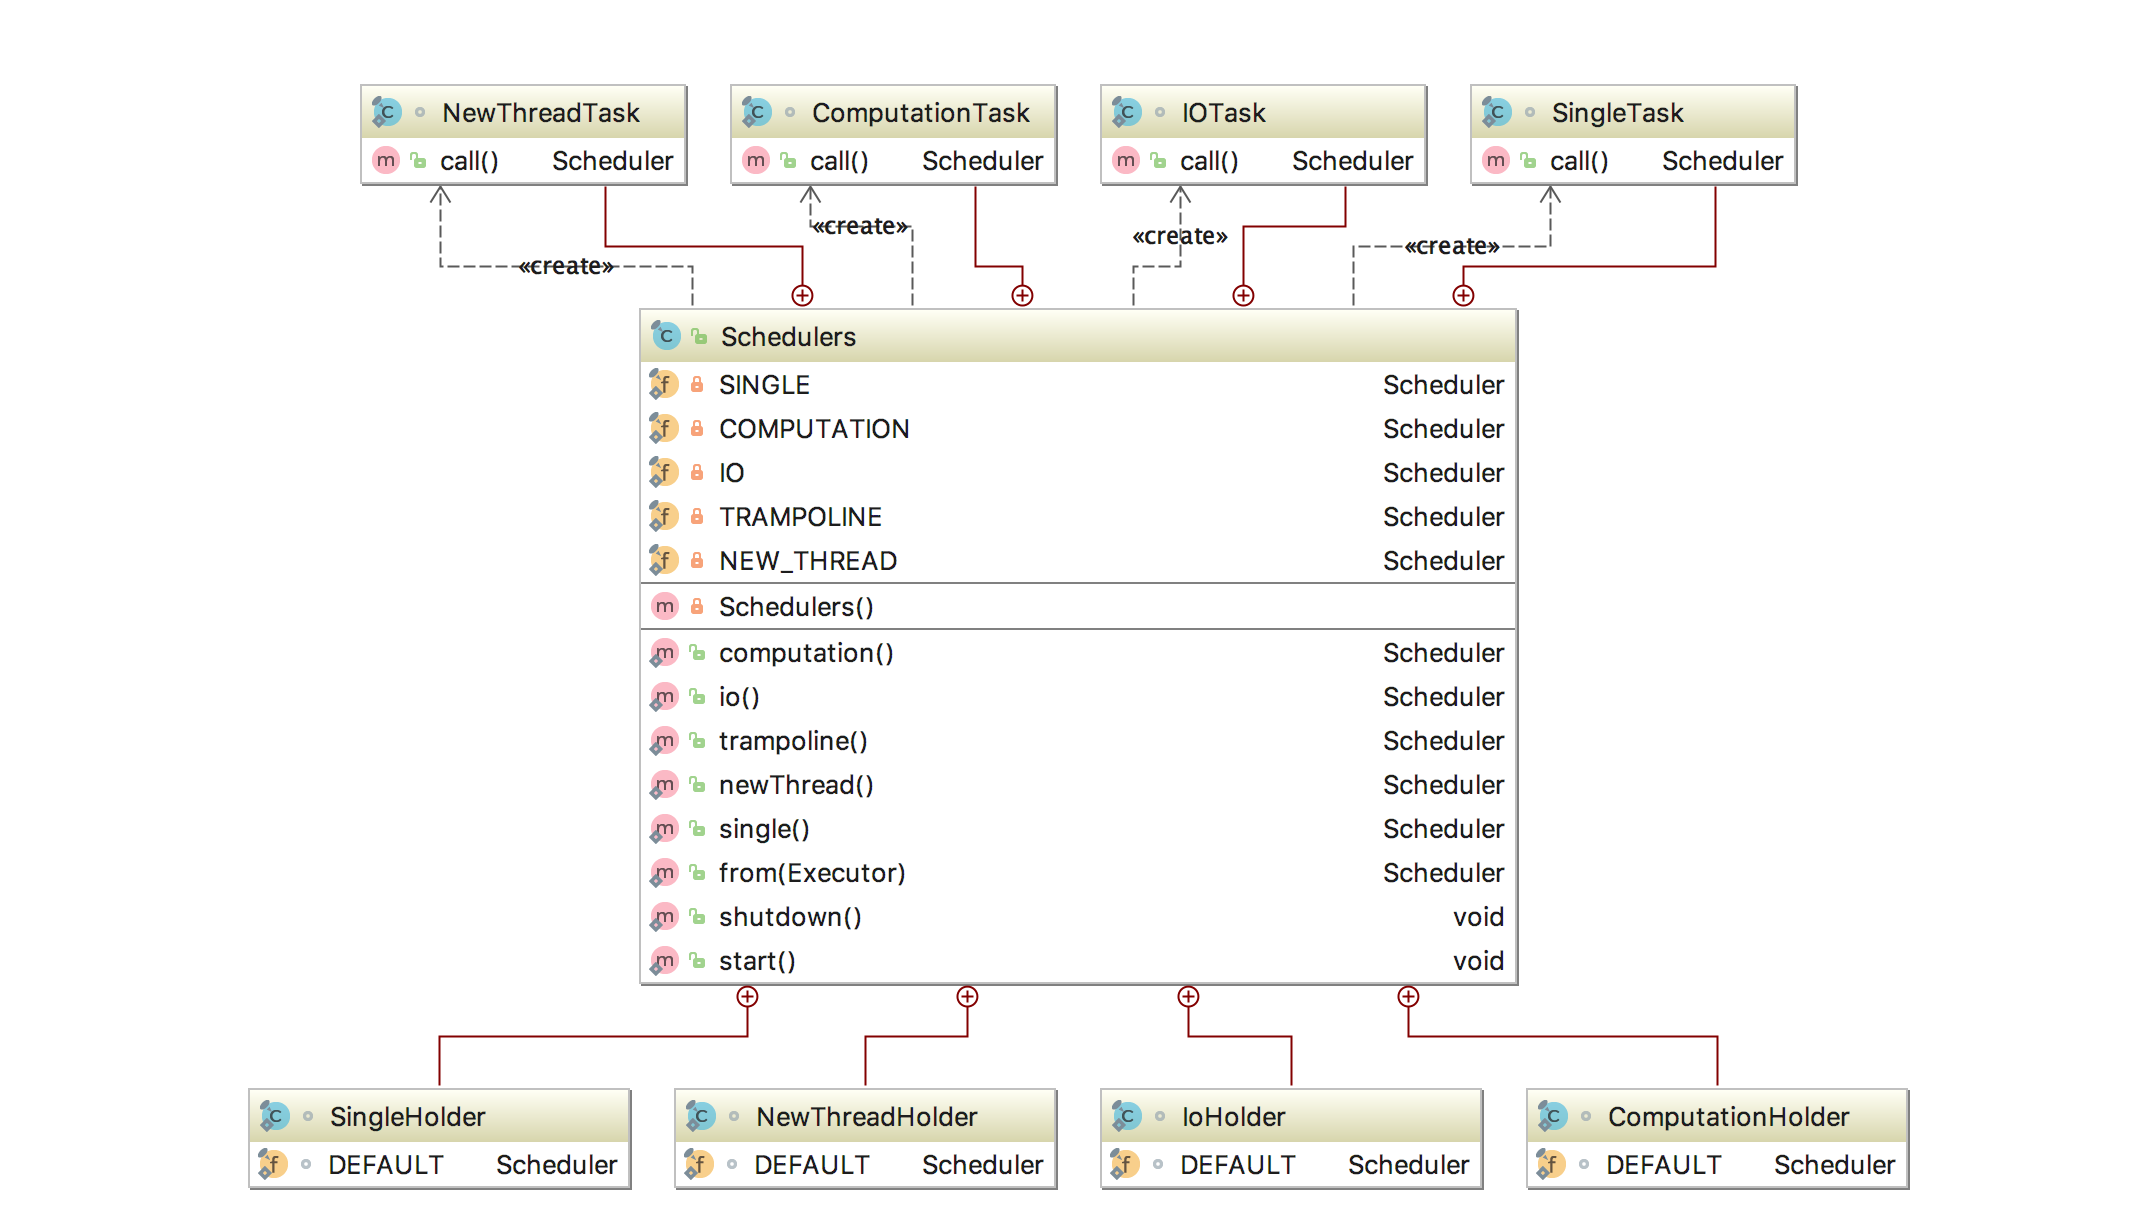 NewThreadTask
call() Scheduler
ComputationTask
call() Scheduler
IOTask
call() Scheduler
SingleTask
call() Scheduler
«create»
«create»
«create»
«create»
Schedulers
SINGLE Scheduler
COMPUTATION Scheduler
IO Scheduler
TRAMPOLINE Scheduler
NEW_THREAD Scheduler
Schedulers()
computation() Scheduler
io() Scheduler
trampoline() Scheduler
newThread() Scheduler
single() Scheduler
from(Executor) Scheduler
shutdown() void
start() void
SingleHolder
DEFAULT Scheduler
NewThreadHolder
DEFAULT Scheduler
IoHolder
DEFAULT Scheduler
ComputationHolder
DEFAULT Scheduler